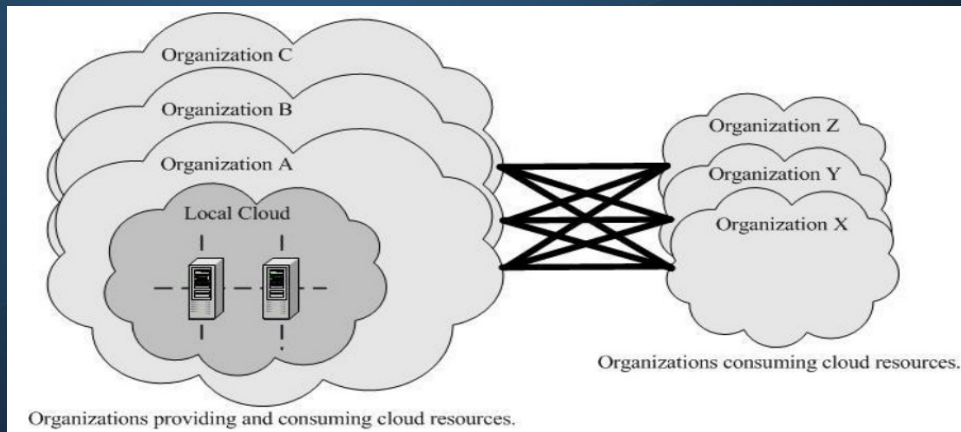 Organization C
Organization B
Organization A
Local Cloud
Organization Z
Organization Y
Organization X
Organizations consuming cloud resources.
Organizations providing and consuming cloud resources.